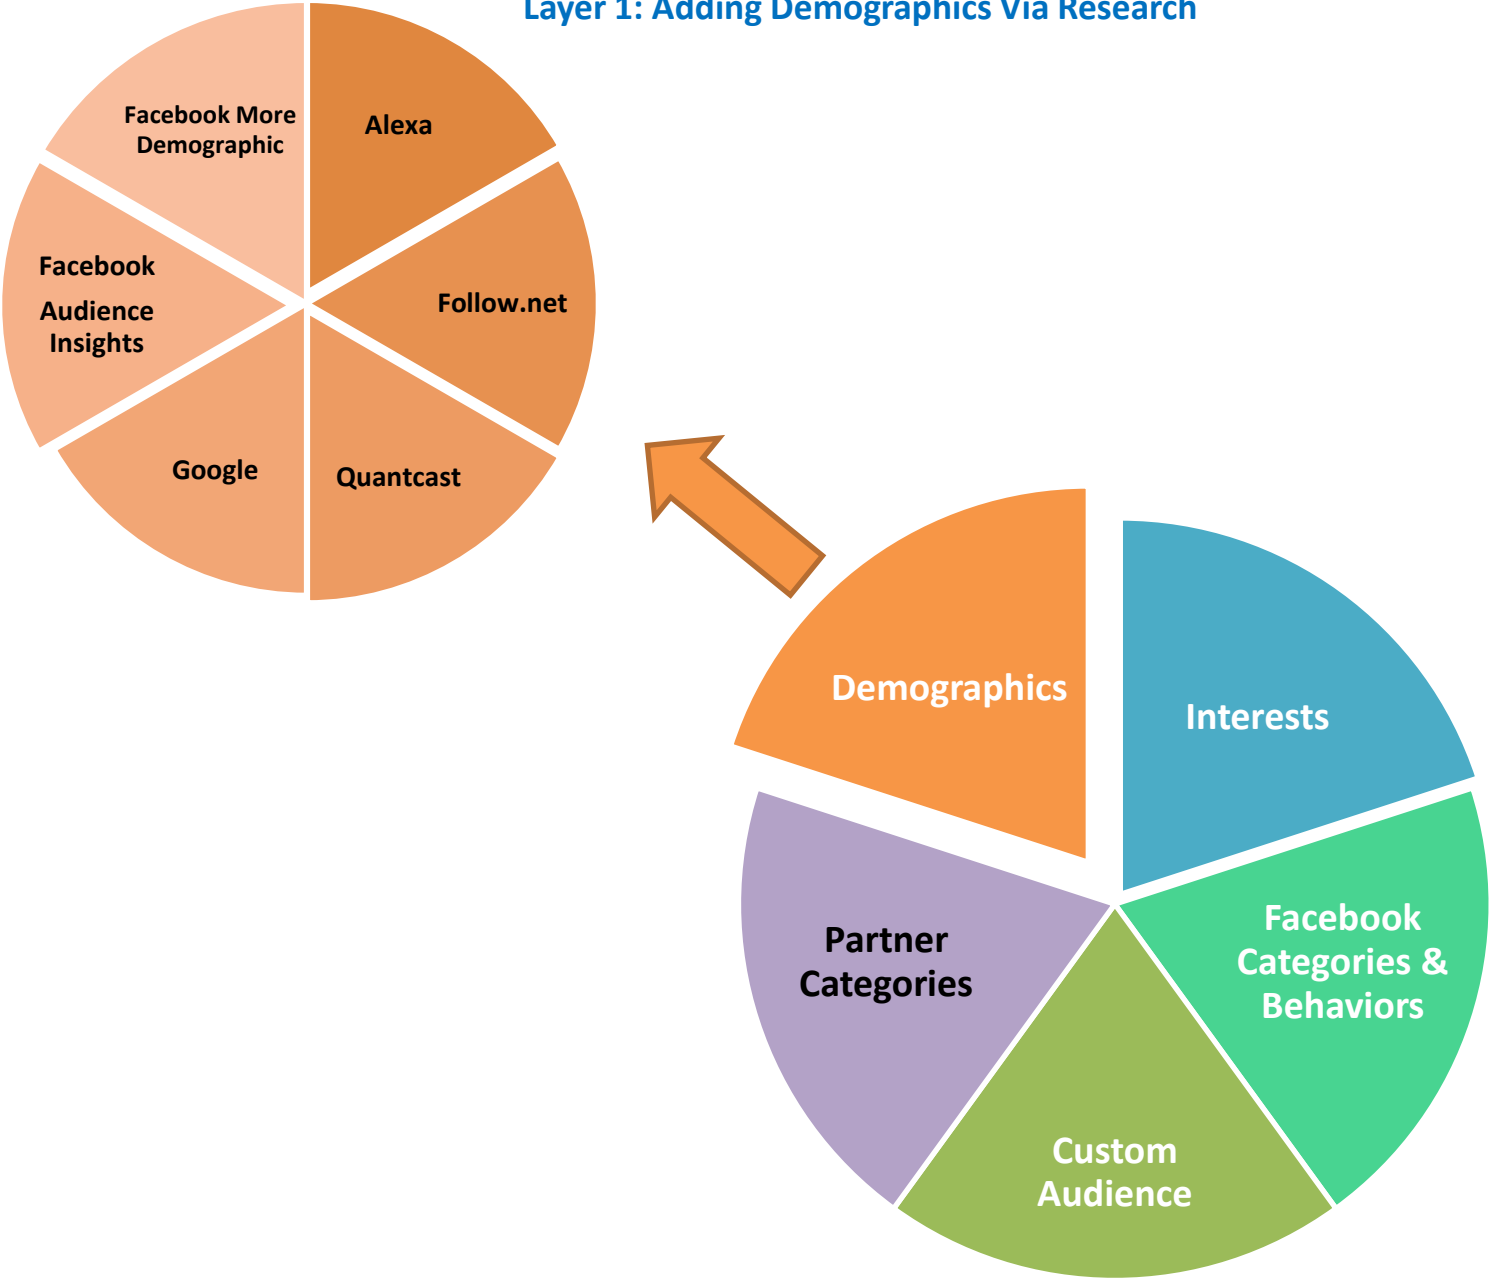 Layer 1: Adding Demographics Via Research
Facebook More
Demographic
Alexa
Facebook
Audience
Insights
Follow.net
Google
Quantcast
Demographics
Interests
Partner
Categories
Facebook
Categories &
Behaviors
Custom
Audience